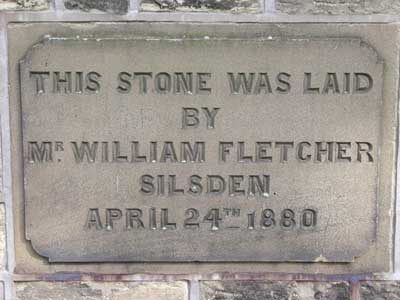 THIS STONE WAS LAID
BY
MR. WILLIAM FLETCHER
SILSDEN.
APRIL 24TH 1880